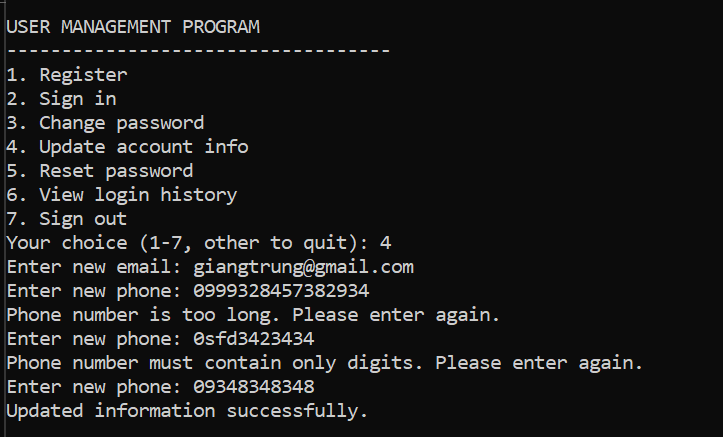 USER MANAGEMENT PROGRAM
-----------------------------------
1. Register
2. Sign in
3. Change password
4. Update account info
5. Reset password
6. View login history
7. Sign out
Your choice (1-7, other to quit): 4
Enter new email: giangtrung@gmail.com
Enter new phone: 0999328457382934
Phone number is too long. Please enter again.
Enter new phone: 0sfd3423434
Phone number must contain only digits. Please enter again.
Enter new phone: 09348348348
Updated information successfully.